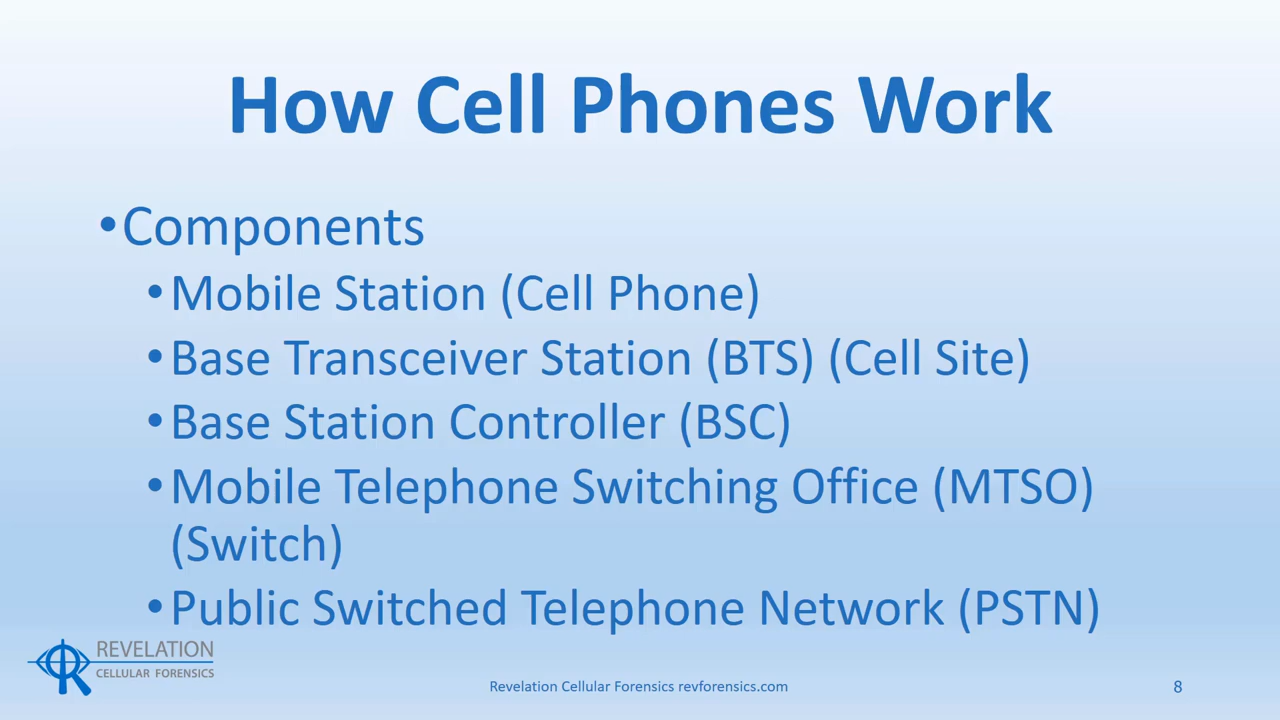 How Cell Phones Work
•Components
•Mobile Station (Cell Phone)
•Base Transceiver Station (BTS) (Cell Site)
•Base Station Controller (BSC)
•Mobile Telephone Switching Office (MTSO)
(Switch)
•Public Switched Telephone Network (PSTN)
REVELATION
CELLULAR FORENSICS
Revelation Cellular Forensics revforensics.com
8